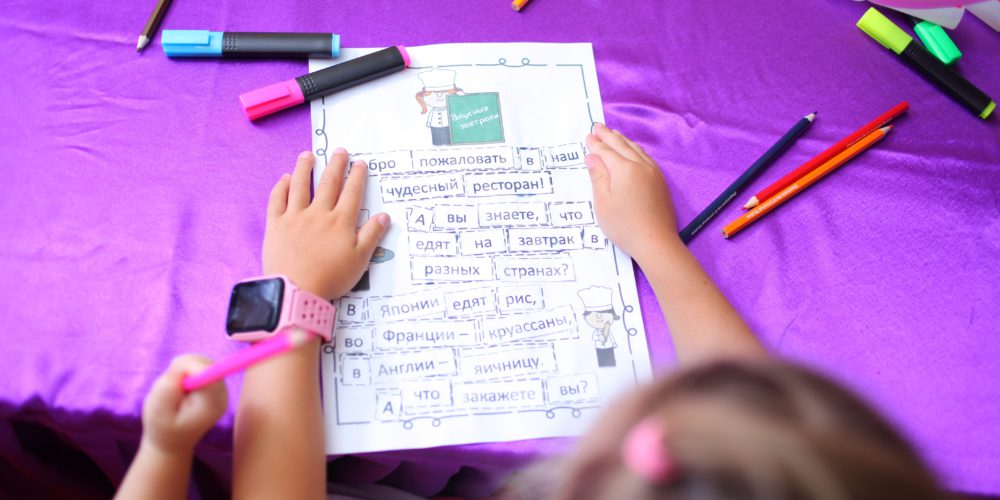 Вкусные
завтраки
бро пожаловать в наш
чудесный ресторан!
А вы знаете, что
едят на завтрак в
разных странах?
В Японии едят рис,
во Франции – круассаны,
в Англии – яичницу.
А что закажете вы?